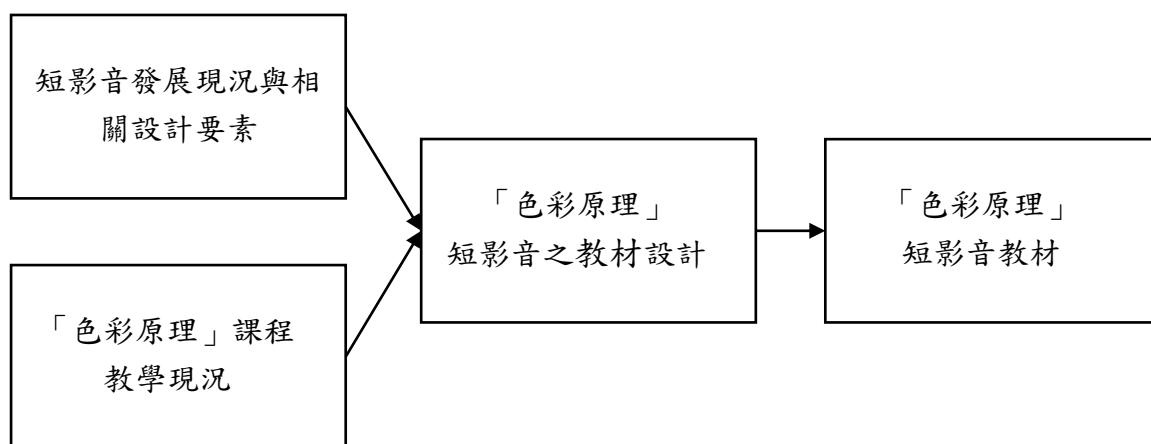 短影音發展現況與相
關設計要素
「色彩原理」課程
教學現況
「色彩原理」
短影音之教材設計
「色彩原理」
短影音教材